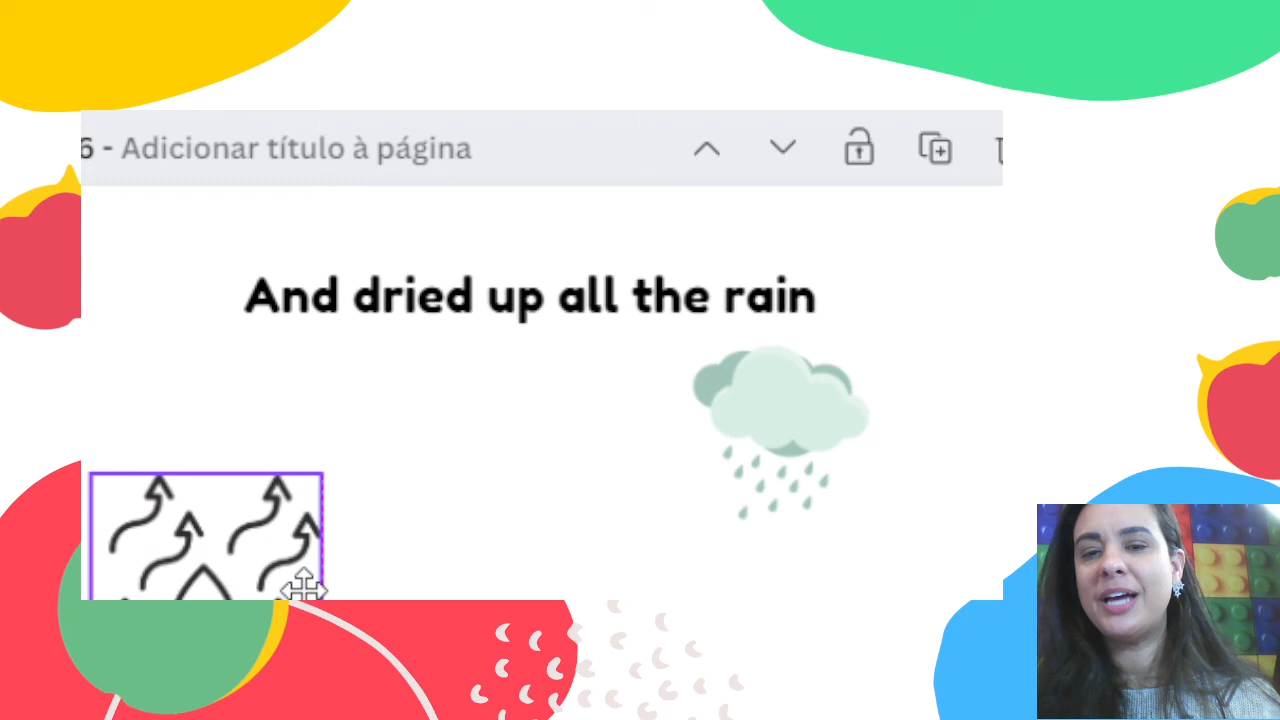 6 - Adicionar título à página
And dried up all the rain